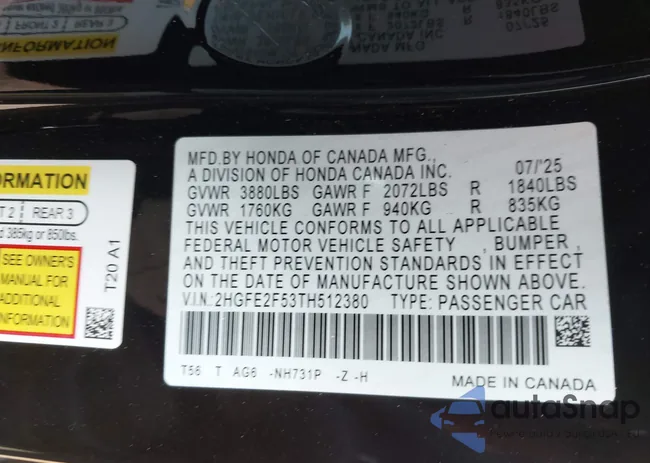 MFD.BY HONDA OF CANADA MFG.,
A DIVISION OF HONDA CANADA INC. 07/'25
GVWR 3880LBS GAWR F 2072LBS R 1840LBS
GVWR 1760KG GAWR F 940KG R 835KG
THIS VEHICLE CONFORMS TO ALL APPLICABLE
FEDERAL MOTOR VEHICLE SAFETY , BUMPER ,
AND THEFT PREVENTION STANDARDS IN EFFECT
ON THE DATE OF MANUFACTURE SHOWN ABOVE.
V.I.N.:2HGFE2F53TH512380 TYPE: PASSENGER CAR
T56 T AG6 -NH731P -Z -H
MADE IN CANADA
ORMATION
T 2 REAR 3
d 385kg or 850lbs.
SEE OWNER'S
MANUAL FOR
ADDITIONAL
INFORMATION
T20 A1
autoSnap